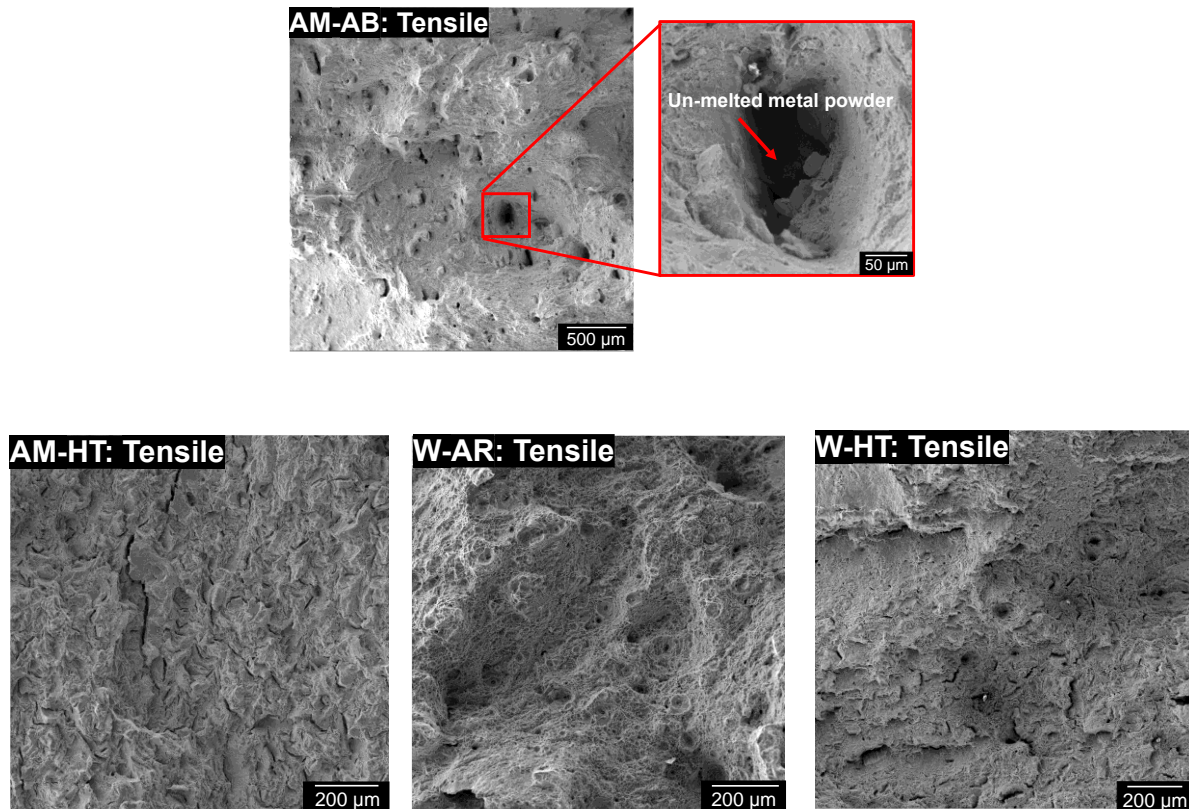 AM-AB: Tensile
Un-melted metal powder
50 µm
500 µm
AM-HT: Tensile
W-AR: Tensile
W-HT: Tensile
200 µm
200 µm
200 µm